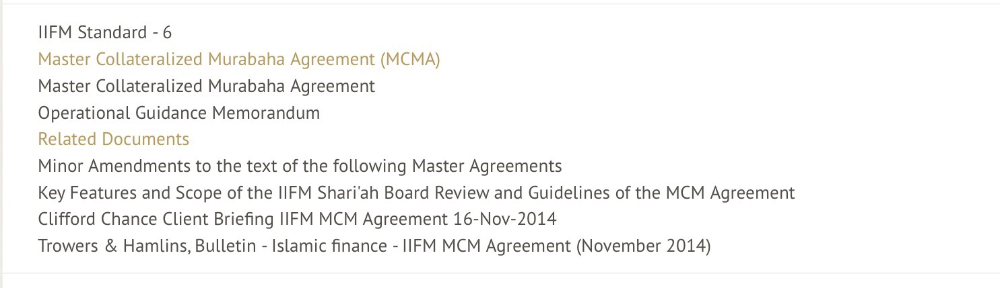 IIFM Standard - 6
Master Collateralized Murabaha Agreement (MCMA)
Master Collateralized Murabaha Agreement
Operational Guidance Memorandum
Related Documents
Minor Amendments to the text of the following Master Agreements
Key Features and Scope of the IIFM Shari'ah Board Review and Guidelines of the MCM Agreement
Clifford Chance Client Briefing IIFM MCM Agreement 16-Nov-2014
Trowers & Hamlins, Bulletin - Islamic finance - IIFM MCM Agreement (November 2014)